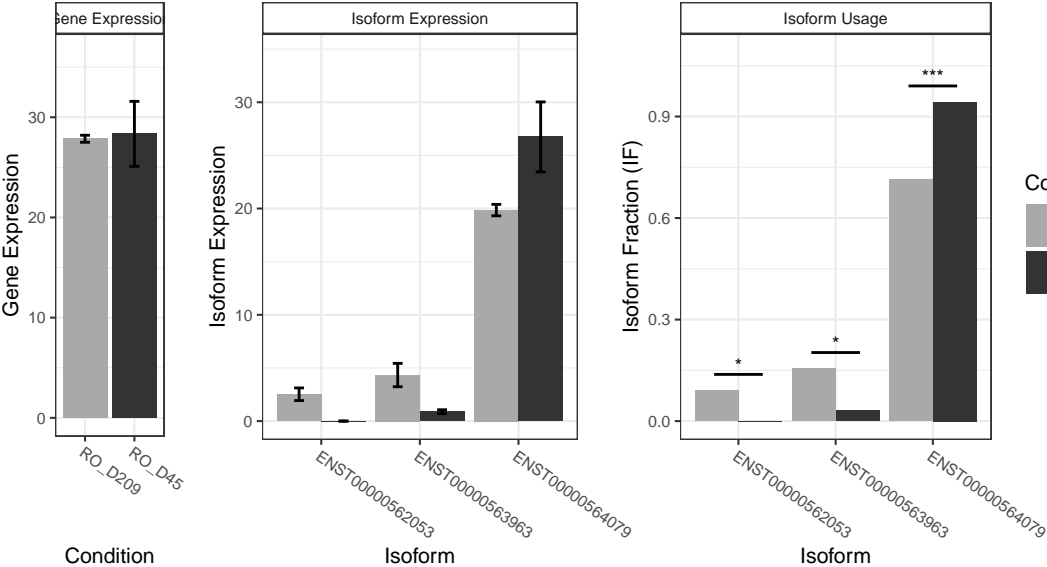 Gene Expression
Isoform Expression
Isoform Usage
Gene Expression
30
20
10
0
RO_D209
RO_D45
Condition
Isoform Expression
30
20
10
0
ENST00000562053
ENST00000563963
ENST00000564079
Isoform
Isoform Fraction (IF)
0.9
0.6
0.3
0.0
*
*
***
ENST00000562053
ENST00000563963
ENST00000564079
Isoform
Co